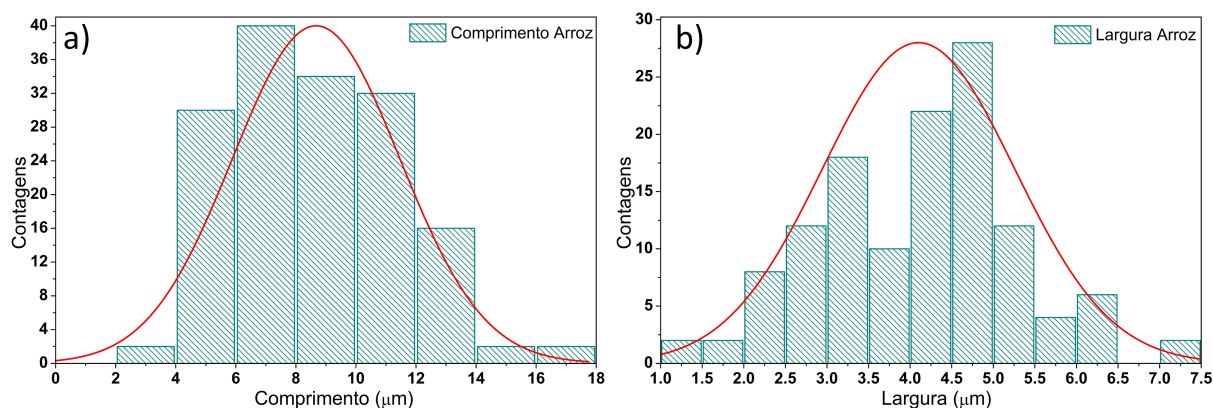 a)
Comprimento Arroz
40
36
32
28
24
20
16
12
8
4
0
Contagens
0 2 4 6 8 10 12 14 16 18
Comprimento (μm)
b)
Largura Arroz
30
25
20
15
10
5
0
Contagens
1.0 1.5 2.0 2.5 3.0 3.5 4.0 4.5 5.0 5.5 6.0 6.5 7.0 7.5
Largura (μm)